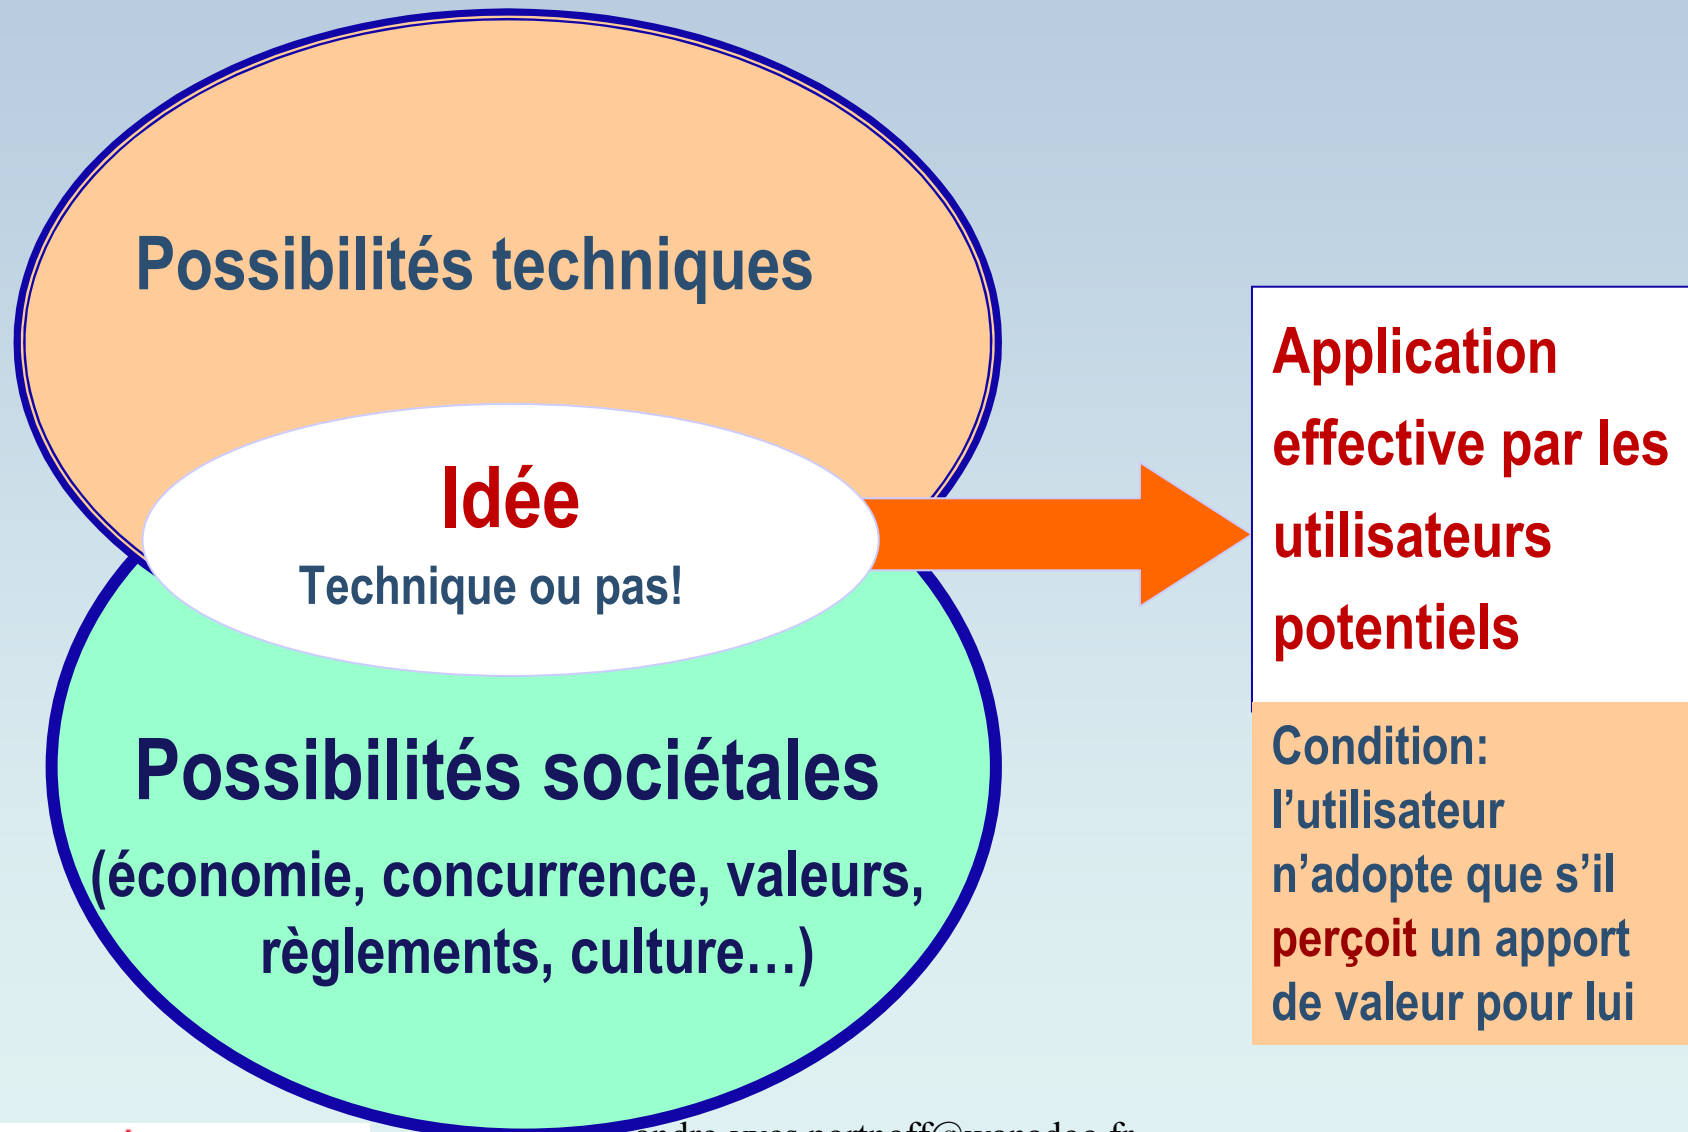 Possibilités techniques
Idée
Technique ou pas!
Possibilités sociétales
(économie, concurrence, valeurs,
règlements, culture…)
Application
effective par les
utilisateurs
potentiels
Condition:
l’utilisateur
n’adopte que s’il
perçoit un apport
de valeur pour lui